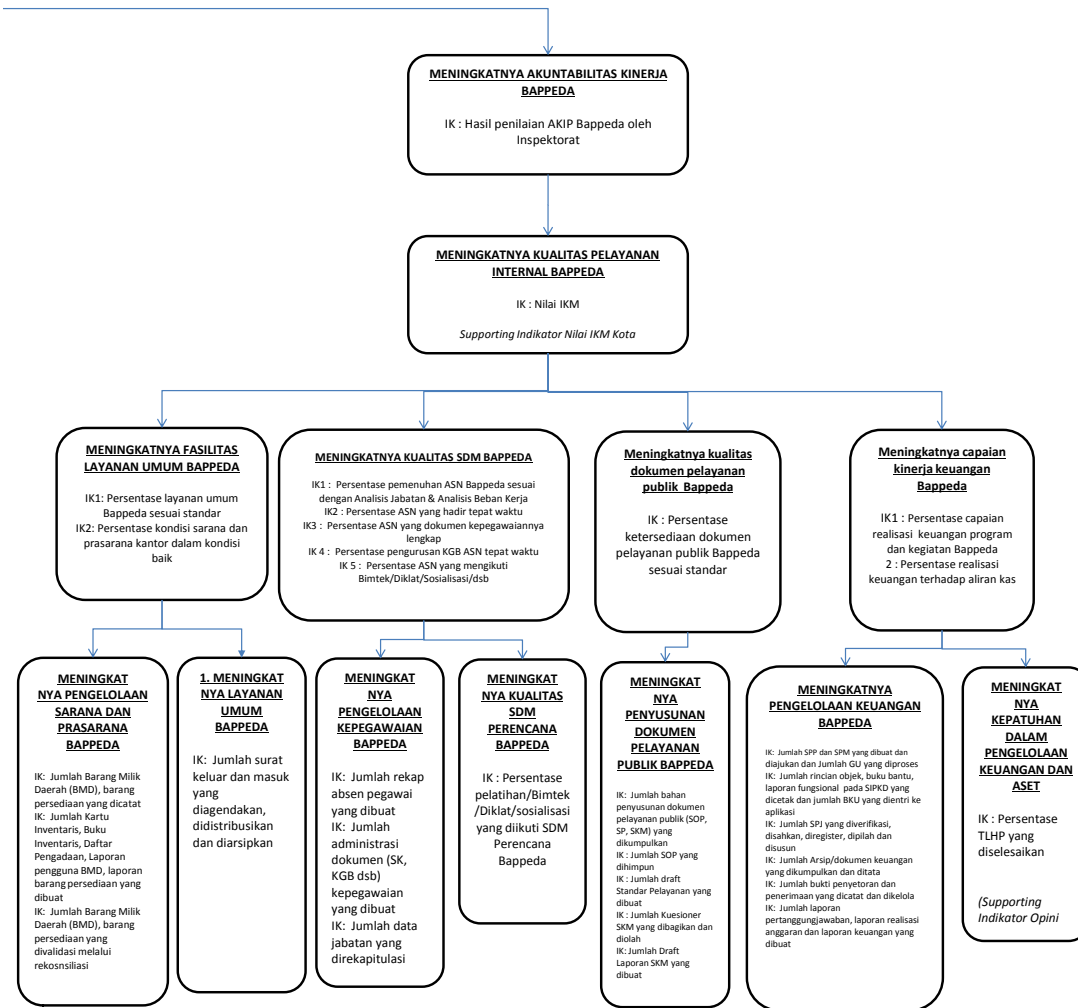 MENINGKATNYA AKUNTABILITAS KINERJA
BAPPEDA
IK : Hasil penilaian AKIP Bappeda oleh
Inspektorat
MENINGKATNYA KUALITAS PELAYANAN
INTERNAL BAPPEDA
IK : Nilai IKM
Supporting Indikator Nilai IKM Kota
MENINGKATNYA FASILITAS
LAYANAN UMUM BAPPEDA
IK1: Persentase layanan umum
Bappeda sesuai standar
IK2: Persentase kondisi sarana dan
prasarana kantor dalam kondisi
baik
MENINGKATNYA KUALITAS SDM BAPPEDA
IK1 : Persentase pemenuhan ASN Bappeda sesuai
dengan Analisis Jabatan & Analisis Beban Kerja
IK2 : Persentase ASN yang hadir tepat waktu
IK3 : Persentase ASN yang dokumen kepegawaiannya
lengkap
IK 4 : Persentase pengurusan KGB ASN tepat waktu
IK 5 : Persentase ASN yang mengikuti
Bimtek/Diklat/Sosialisasi/dsb
Meningkatnya kualitas
dokumen pelayanan
publik Bappeda
IK : Persentase
ketersediaan dokumen
pelayanan publik Bappeda
sesuai standar
Meningkatnya capaian
kinerja keuangan
Bappeda
IK1 : Persentase capaian
realisasi keuangan program
dan kegiatan Bappeda
2 : Persentase realisasi
keuangan terhadap aliran kas
MENINGKAT
NYA PENGELOLAAN
SARANA DAN
PRASARANA
BAPPEDA
IK: Jumlah Barang Milik
Daerah (BMD), barang
persediaan yang dicatat
IK: Jumlah Kartu
Inventaris, Buku
Inventaris, Daftar
Pengadaan, Laporan
pengguna BMD, laporan
barang persediaan yang
dibuat
IK: Jumlah Barang Milik
Daerah (BMD), barang
persediaan yang
divalidasi melalui
rekosnsiliasi
1. MENINGKAT
NYA LAYANAN
UMUM
BAPPEDA
IK: Jumlah surat
keluar dan masuk
yang
diagendakan,
didistribusikan
dan diarsipkan
MENINGKAT
NYA
PENGELOLAAN
KEPEGAWAIAN
BAPPEDA
IK: Jumlah rekap
absen pegawai
yang dibuat
IK: Jumlah
administrasi
dokumen (SK,
KGB dsb)
kepegawaian
yang dibuat
IK: Jumlah data
jabatan yang
direkapitulasi
MENINGKAT
NYA KUALITAS
SDM
PERENCANA
BAPPEDA
IK : Persentase
pelatihan/Bimtek
/Diklat/sosialisasi
yang diikuti SDM
Perencana
Bappeda
MENINGKAT
NYA
PENYUSUNAN
DOKUMEN
PELAYANAN
PUBLIK BAPPEDA
IK: Jumlah bahan
penyusunan dokumen
pelayanan publik (SOP,
SP, SKM) yang
dikumpulkan
IK : Jumlah SOP yang
dihimpun
IK : Jumlah draft
Standar Pelayanan yang
dibuat
IK : Jumlah Kuesioner
SKM yang dibagikan dan
diolah
IK: Jumlah Draft
Laporan SKM yang
dibuat
MENINGKATNYA
PENGELOLAAN KEUANGAN
BAPPEDA
IK: Jumlah SPP dan SPM yang dibuat dan
diajukan dan Jumlah GU yang diproses
IK: Jumlah rincian objek, buku bantu,
laporan fungsional pada SIPKD yang
dicetak dan jumlah BKU yang dientri ke
aplikasi
IK: Jumlah SPJ yang diverifikasi,
disahkan, diregister, dipilah dan
disusun
IK: Jumlah Arsip/dokumen keuangan
yang dikumpulkan dan ditata
IK: Jumlah bukti penyetoran dan
penerimaan yang dicatat dan dikelola
IK: Jumlah laporan
pertanggungjawaban, laporan realisasi
anggaran dan laporan keuangan yang
dibuat
MENINGKAT
NYA
KEPATUHAN
DALAM
PENGELOLAAN
KEUANGAN DAN
ASET
IK : Persentase
TLHP yang
diselesaikan
(Supporting
Indikator Opini